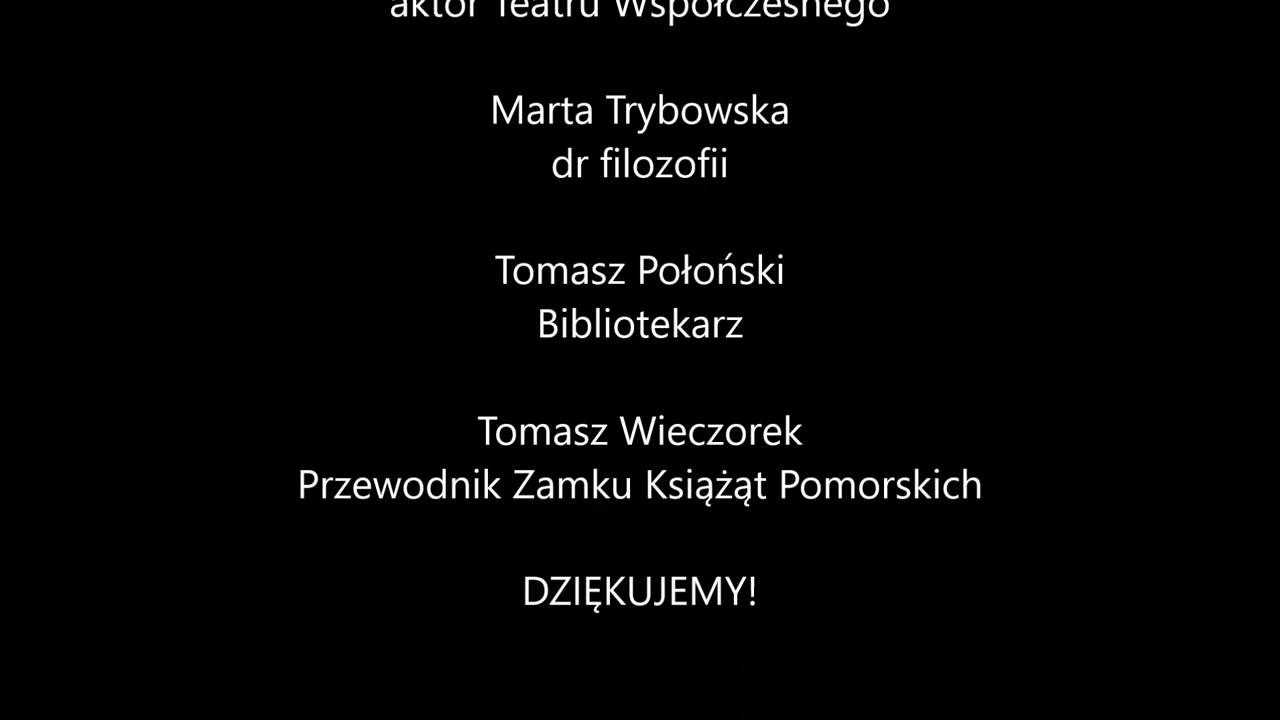 aktor Teatru Współczesnego
Marta Trybowska
dr filozofii
Tomasz Połoński
Bibliotekarz
Tomasz Wieczorek
Przewodnik Zamku Książąt Pomorskich
DZIĘKUJEMY!